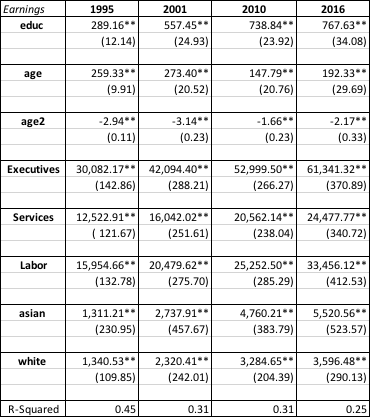 Earnings 1995 2001 2010 2016
educ 289.16** 557.45** 738.84** 767.63**
(12.14) (24.93) (23.92) (34.08)
age 259.33** 273.40** 147.79** 192.33**
(9.91) (20.52) (20.76) (29.69)
age2 -2.94** -3.14** -1.66** -2.17**
(0.11) (0.23) (0.23) (0.33)
Executives 30,082.17** 42,094.40** 52,999.50** 61,341.32**
(142.86) (288.21) (266.27) (370.89)
Services 12,522.91** 16,042.02** 20,562.14** 24,477.77**
( 121.67) (251.61) (238.04) (340.72)
Labor 15,954.66** 20,479.62** 25,252.50** 33,456.12**
(132.78) (275.70) (285.29) (412.53)
asian 1,311.21** 2,737.91** 4,760.21** 5,520.56**
(230.95) (457.67) (383.79) (523.57)
white 1,340.53** 2,320.41** 3,284.65** 3,596.48**
(109.85) (242.01) (204.39) (290.13)
R-Squared 0.45 0.31 0.31 0.25